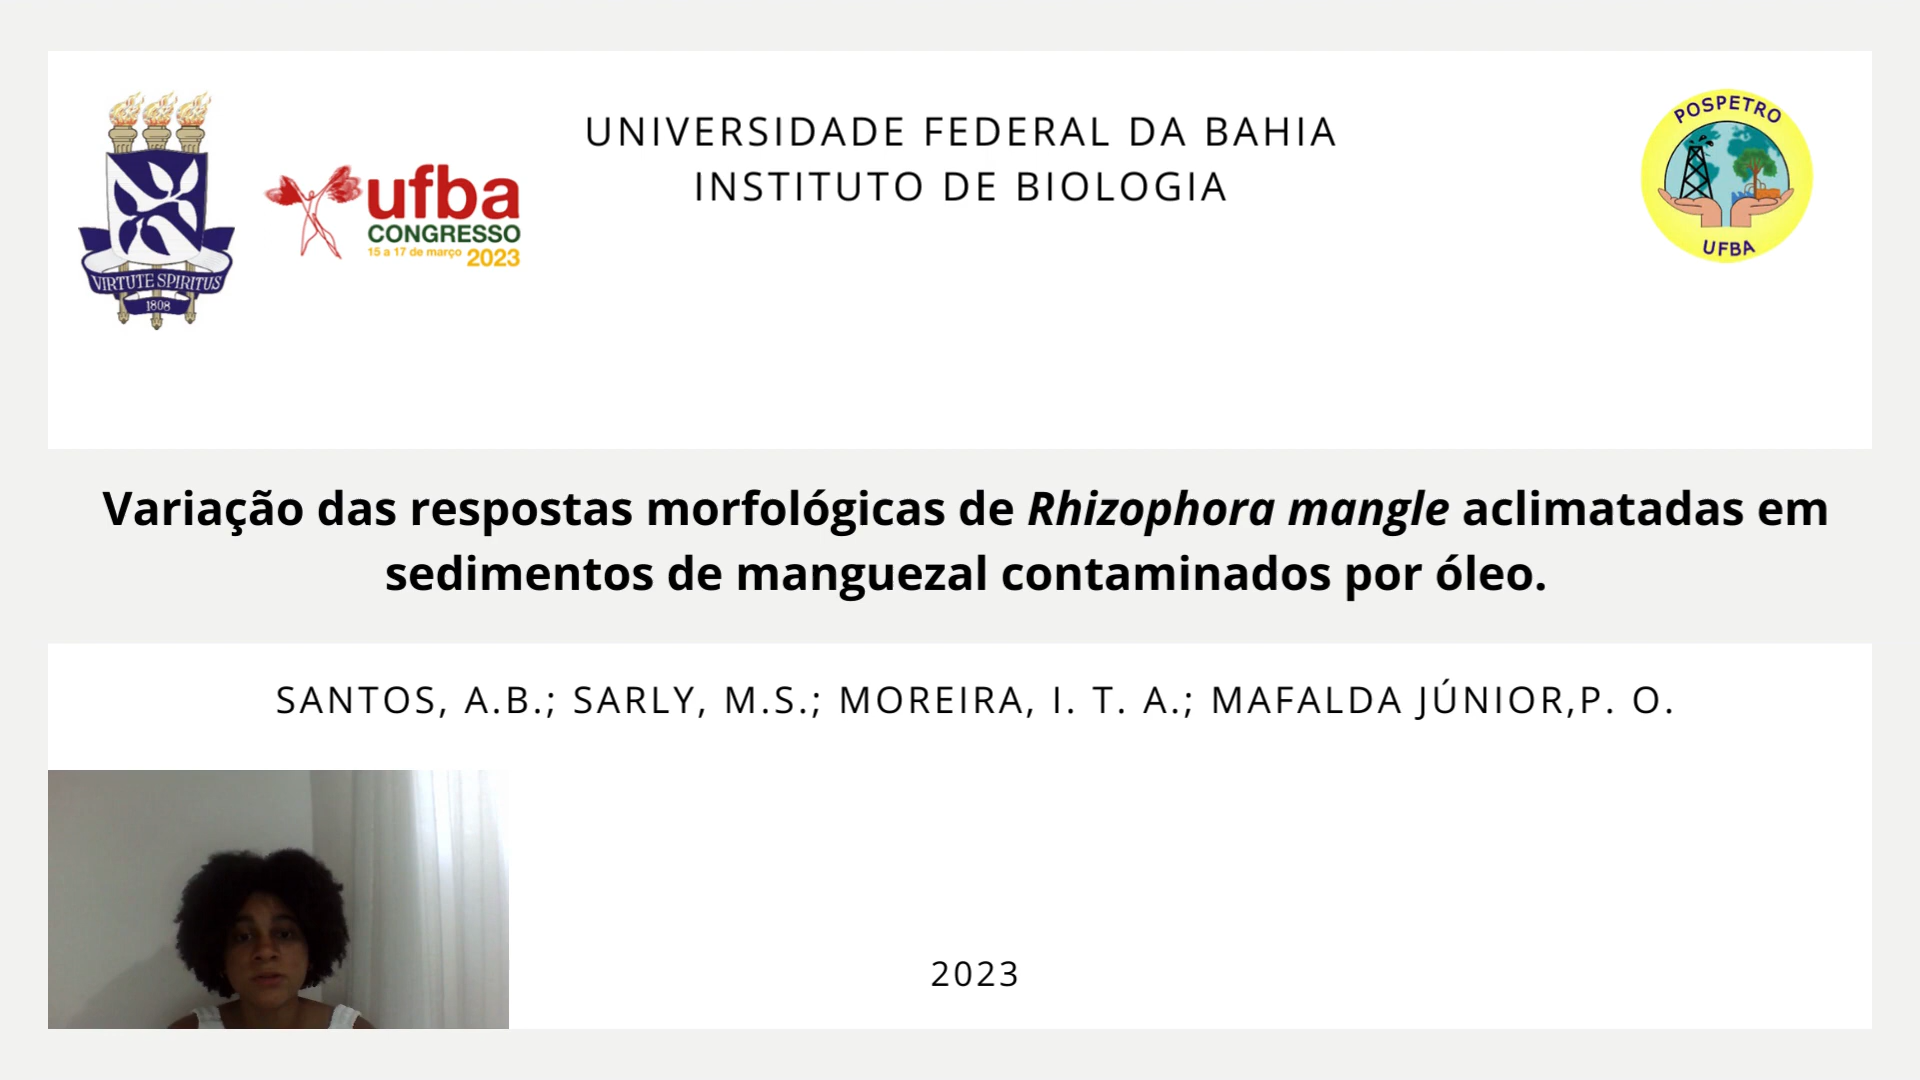 VIRTUTE SPIRITUS
1808
ufba
CONGRESSO
15 a 17 de março 2023
UNIVERSIDADE FEDERAL DA BAHIA
INSTITUTO DE BIOLOGIA
POSPETRO
UFBA
Variação das respostas morfológicas de Rhizophora mangle aclimatadas em
sedimentos de manguezal contaminados por óleo.
SANTOS, A.B.; SARLY, M.S.; MOREIRA, I. T. A.; MAFALDA JÚNIOR,P. O.
2023